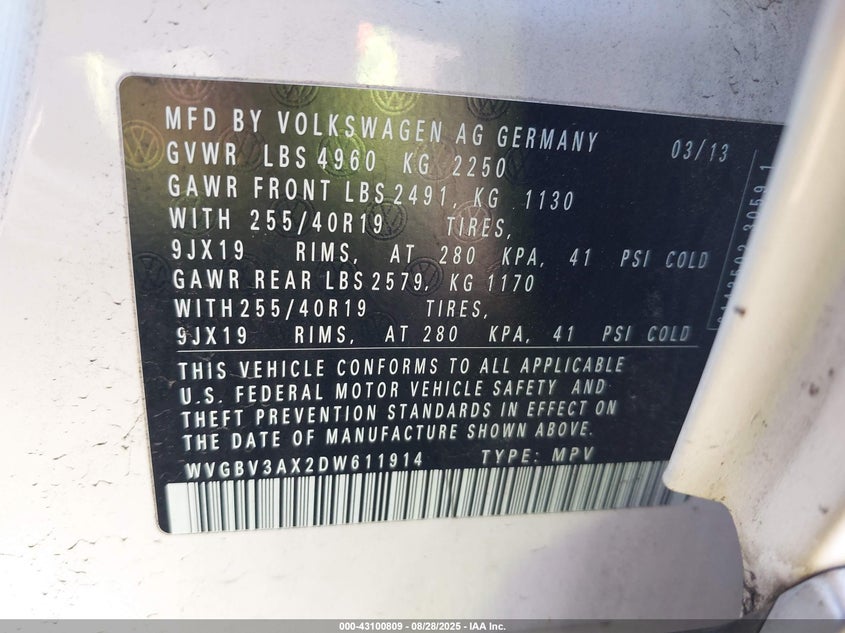 MFD BY VOLKSWAGEN AG GERMANY 03/13
GVWR LBS 4960 KG 2250
GAWR FRONT LBS 2491, KG 1130
WITH 255/40R19 TIRES,
9JX19 RIMS, AT 280 KPA, 41 PSI COLD
GAWR REAR LBS 2579, KG 1170
WITH 255/40R19 TIRES,
9JX19 RIMS, AT 280 KPA, 41 PSI COLD
THIS VEHICLE CONFORMS TO ALL APPLICABLE
U.S. FEDERAL MOTOR VEHICLE SAFETY AND
THEFT PREVENTION STANDARDS IN EFFECT ON
THE DATE OF MANUFACTURE SHOWN ABOVE.
WVGBV3AX2DW611914 TYPE: MPV
3059 1
000-43100809 - 08/28/2025 - IAA Inc.